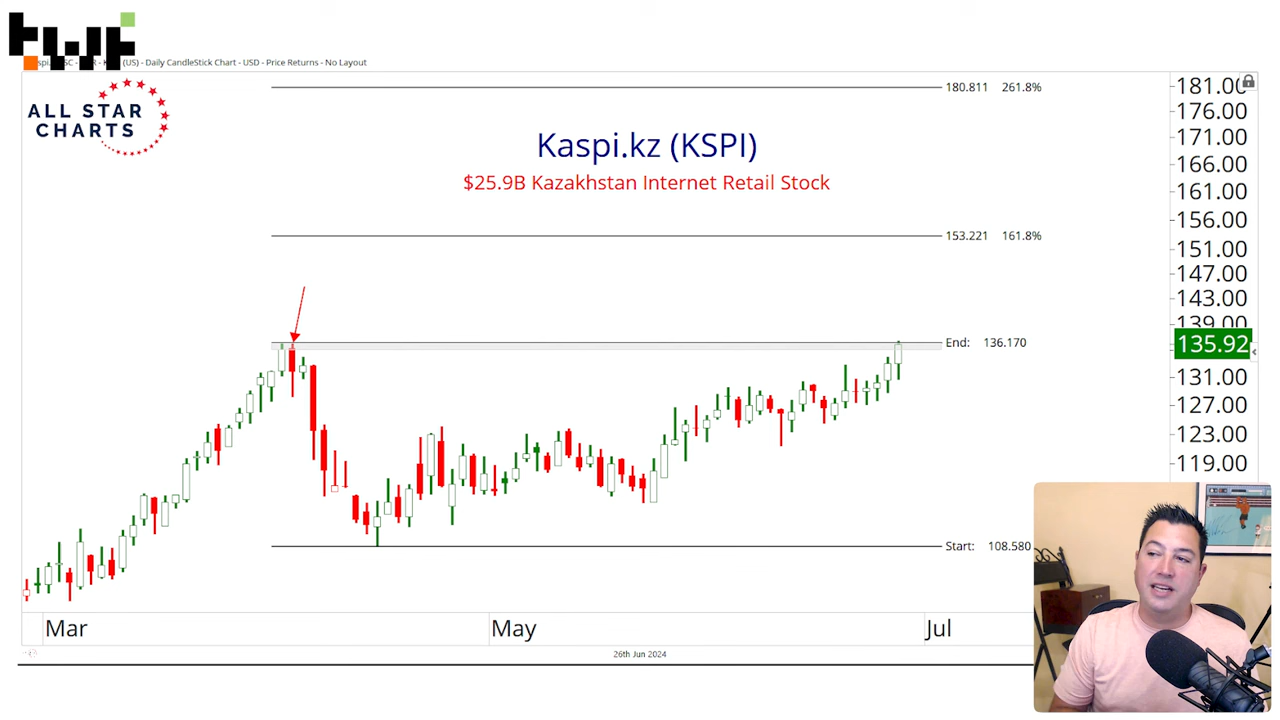 (US) - Daily CandleStick Chart - USD - Price Returns - No Layout
ALL STAR
CHARTS
Kaspi.kz (KSPI)
$25.9B Kazakhstan Internet Retail Stock
180.811 261.8%
153.221 161.8%
End: 136.170
Start: 108.580
181.00
176.00
171.00
166.00
161.00
156.00
151.00
147.00
143.00
139.00
135.92
131.00
127.00
123.00
119.00
Mar
May
Jul
26th Jun 2024